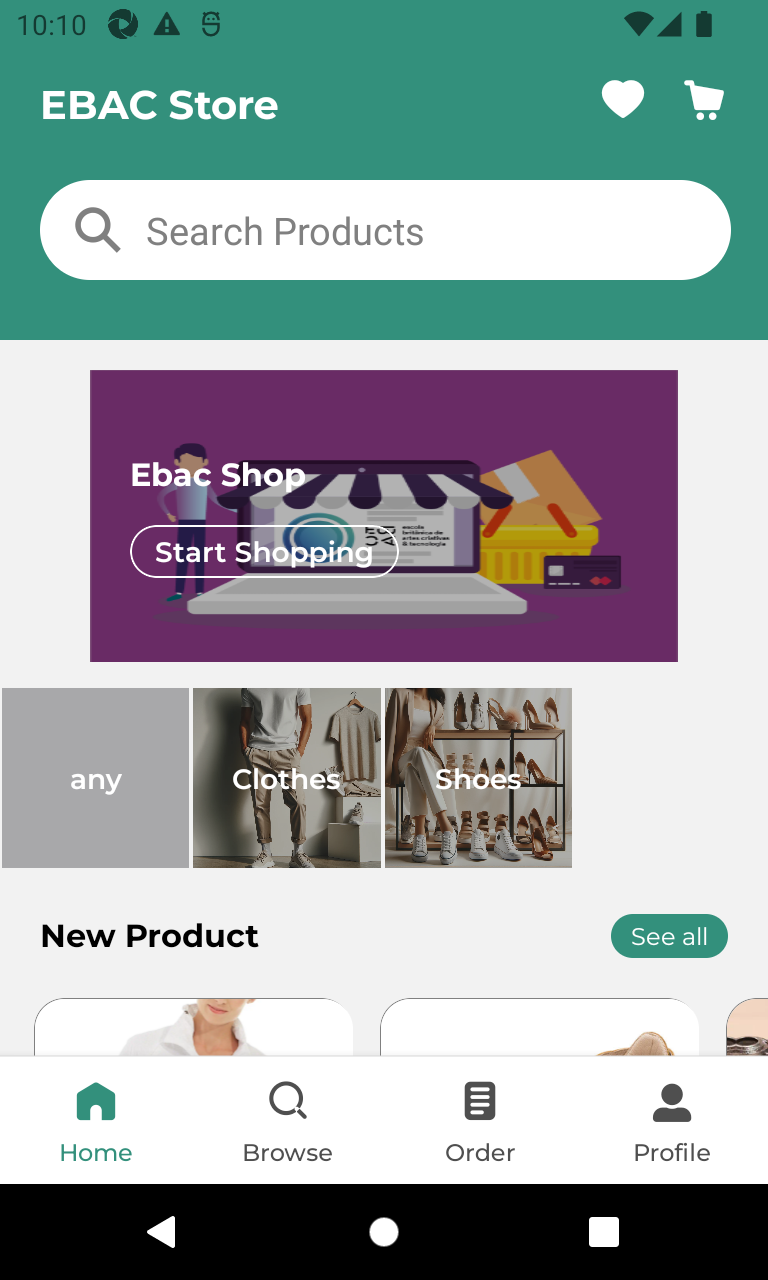 10:10
EBAC Store
Search Products
Ebac Shop
Start Shopping
any
Clothes
Shoes
New Product
See all
Home
Browse
Order
Profile